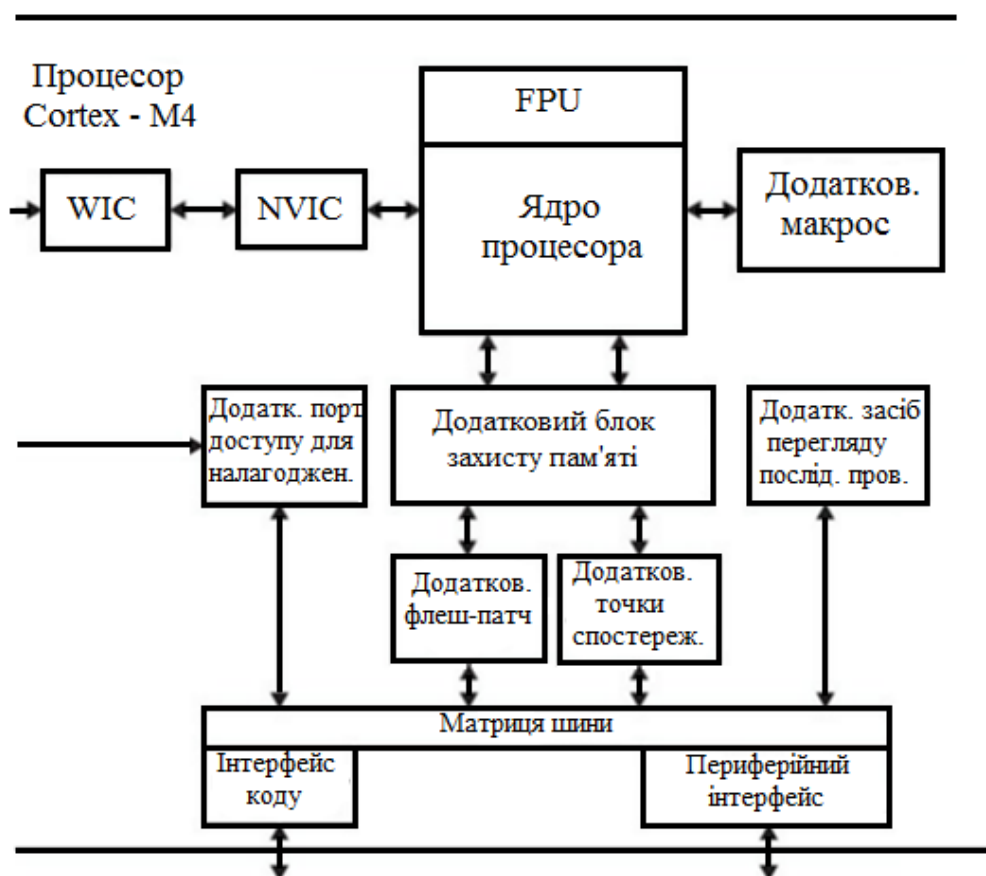 Процесор
Cortex - M4
FPU
WIC
NVIC
Ядро
процесора
Додатков.
макрос
Додатк. порт
доступу для
налагоджен.
Додатковий блок
захисту пам'яті
Додатк. засіб
перегляду
послід. пров.
Додатков.
флеш-патч
Додатков.
точки
спостереж.
Матриця шини
Інтерфейс
коду
Периферійний
інтерфейс